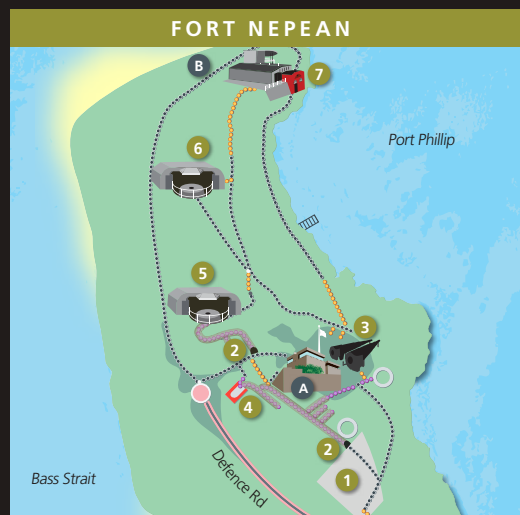 FORT NEPEAN
B
7
Port Phillip
6
5
3
2
A
4
2
Defence Rd
1
Bass Strait